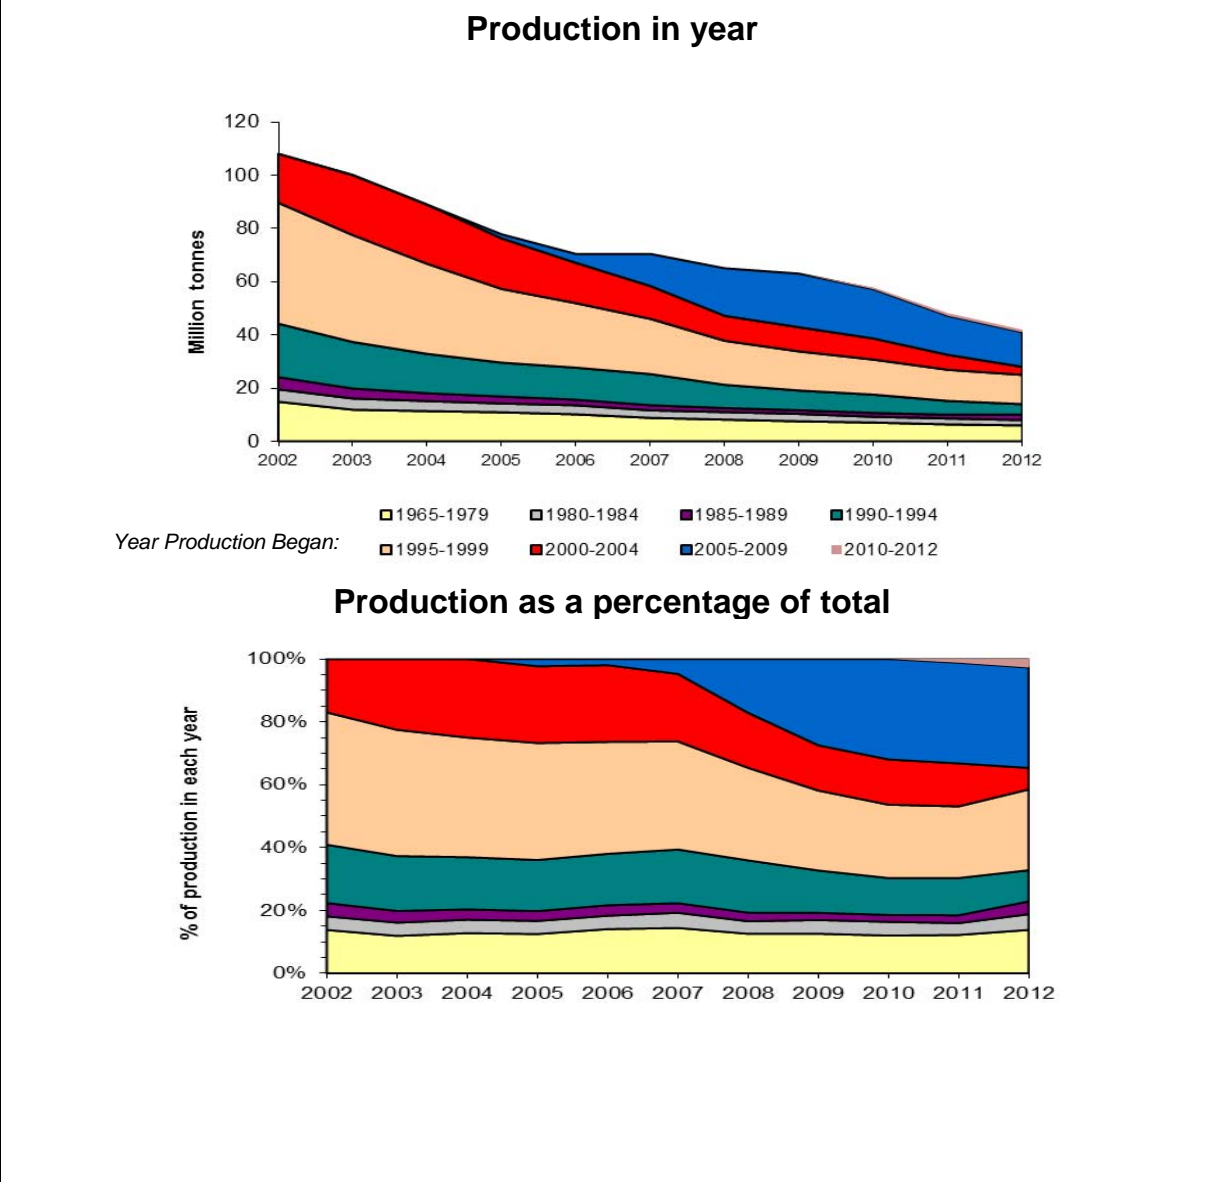 Production in year
120
100
80
60
40
20
0
Million tonnes
2002 2003 2004 2005 2006 2007 2008 2009 2010 2011 2012
Year Production Began:
1965-1979 1980-1984 1985-1989 1990-1994
1995-1999 2000-2004 2005-2009 2010-2012
Production as a percentage of total
100%
80%
60%
40%
20%
0%
% of production in each year
2002 2003 2004 2005 2006 2007 2008 2009 2010 2011 2012